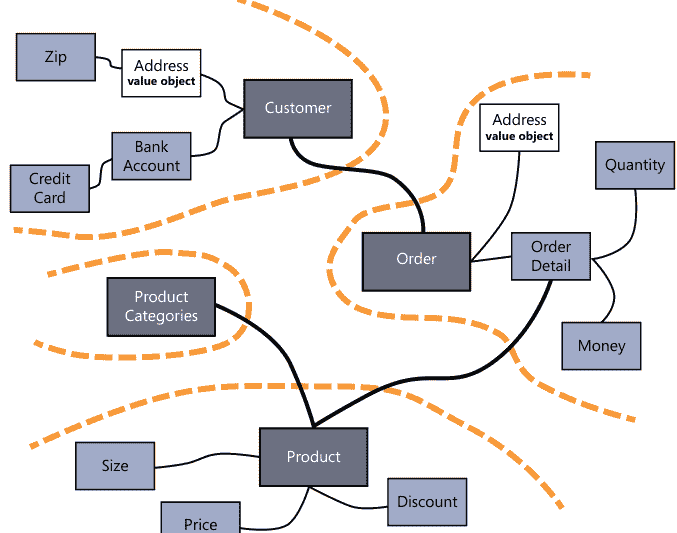 Zip
Address
value object
Customer
Bank
Account
Credit
Card
Address
value object
Quantity
Order
Order
Detail
Money
Product
Categories
Product
Size
Price
Discount